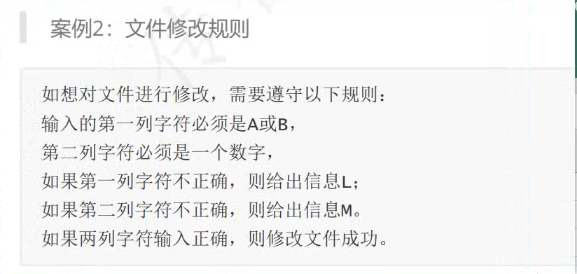 案例2：文件修改规则
如想对文件进行修改，需要遵守以下规则：
输入的第一列字符必须是A或B，
第二列字符必须是一个数字，
如果第一列字符不正确，则给出信息L；
如果第二列字符不正确，则给出信息M。
如果两列字符输入正确，则修改文件成功。